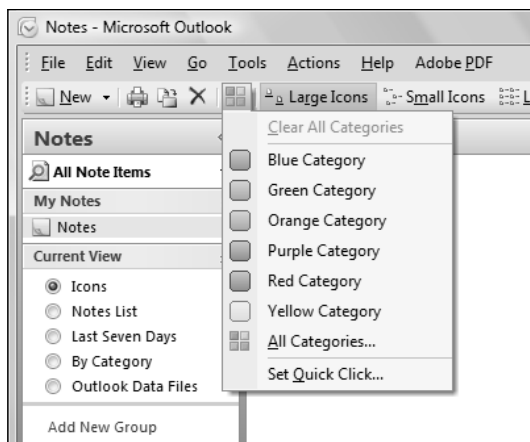 Notes - Microsoft Outlook
File Edit View Go Tools Actions Help Adobe PDF
New Large Icons Small Icons
Notes
All Note Items
My Notes
Notes
Current View
Icons
Notes List
Last Seven Days
By Category
Outlook Data Files
Add New Group
Clear All Categories
Blue Category
Green Category
Orange Category
Purple Category
Red Category
Yellow Category
All Categories...
Set Quick Click...